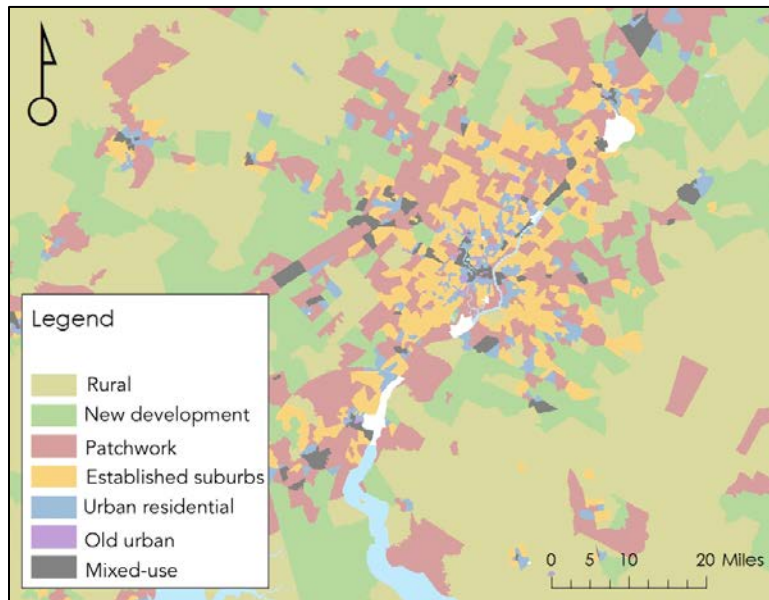 Legend
Rural
New development
Patchwork
Established suburbs
Urban residential
Old urban
Mixed-use
0 5 10 20 Miles